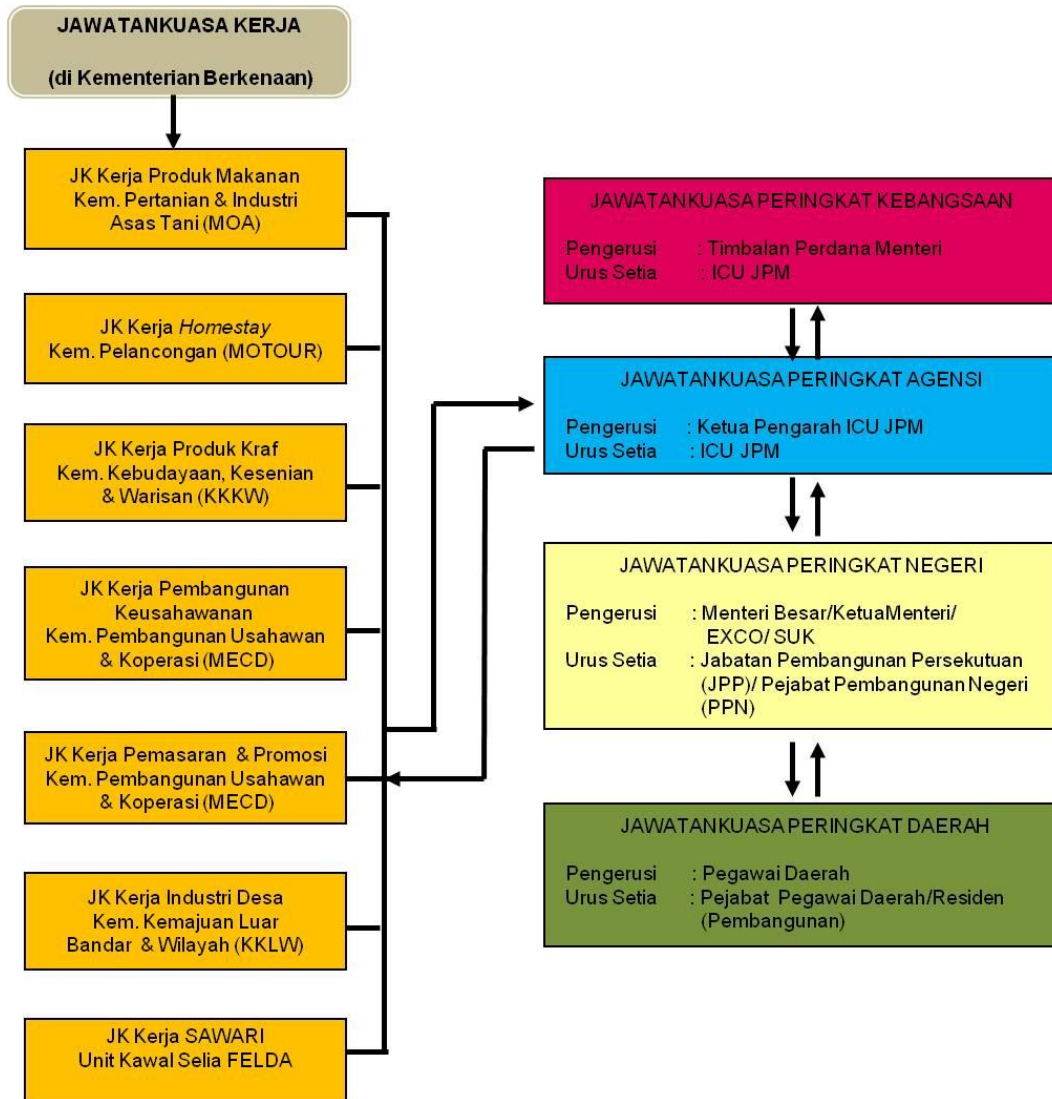 JAWATANKUASA KERJA
(di Kementerian Berkenaan)
JK Kerja Produk Makanan
Kem. Pertanian & Industri
Asas Tani (MOA)
JK Kerja Homestay
Kem. Pelancongan (MOTOUR)
JK Kerja Produk Kraf
Kem. Kebudayaan, Kesenian
& Warisan (KKKW)
JK Kerja Pembangunan
Keusahawanan
Kem. Pembangunan Usahawan
& Koperasi (MECD)
JK Kerja Pemasaran & Promosi
Kem. Pembangunan Usahawan
& Koperasi (MECD)
JK Kerja Industri Desa
Kem. Kemajuan Luar
Bandar & Wilayah (KKLW)
JK Kerja SAWARI
Unit Kawal Selia FELDA
JAWATANKUASA PERINGKAT KEBANGSAAN
Pengerusi : Timbalan Perdana Menteri
Urus Setia : ICU JPM
JAWATANKUASA PERINGKAT AGENSI
Pengerusi : Ketua Pengarah ICU JPM
Urus Setia : ICU JPM
JAWATANKUASA PERINGKAT NEGERI
Pengerusi : Menteri Besar/KetuaMenteri/
EXCO/ SUK
Urus Setia : Jabatan Pembangunan Persekutuan
(JPP)/ Pejabat Pembangunan Negeri
(PPN)
JAWATANKUASA PERINGKAT DAERAH
Pengerusi : Pegawai Daerah
Urus Setia : Pejabat Pegawai Daerah/Residen
(Pembangunan)